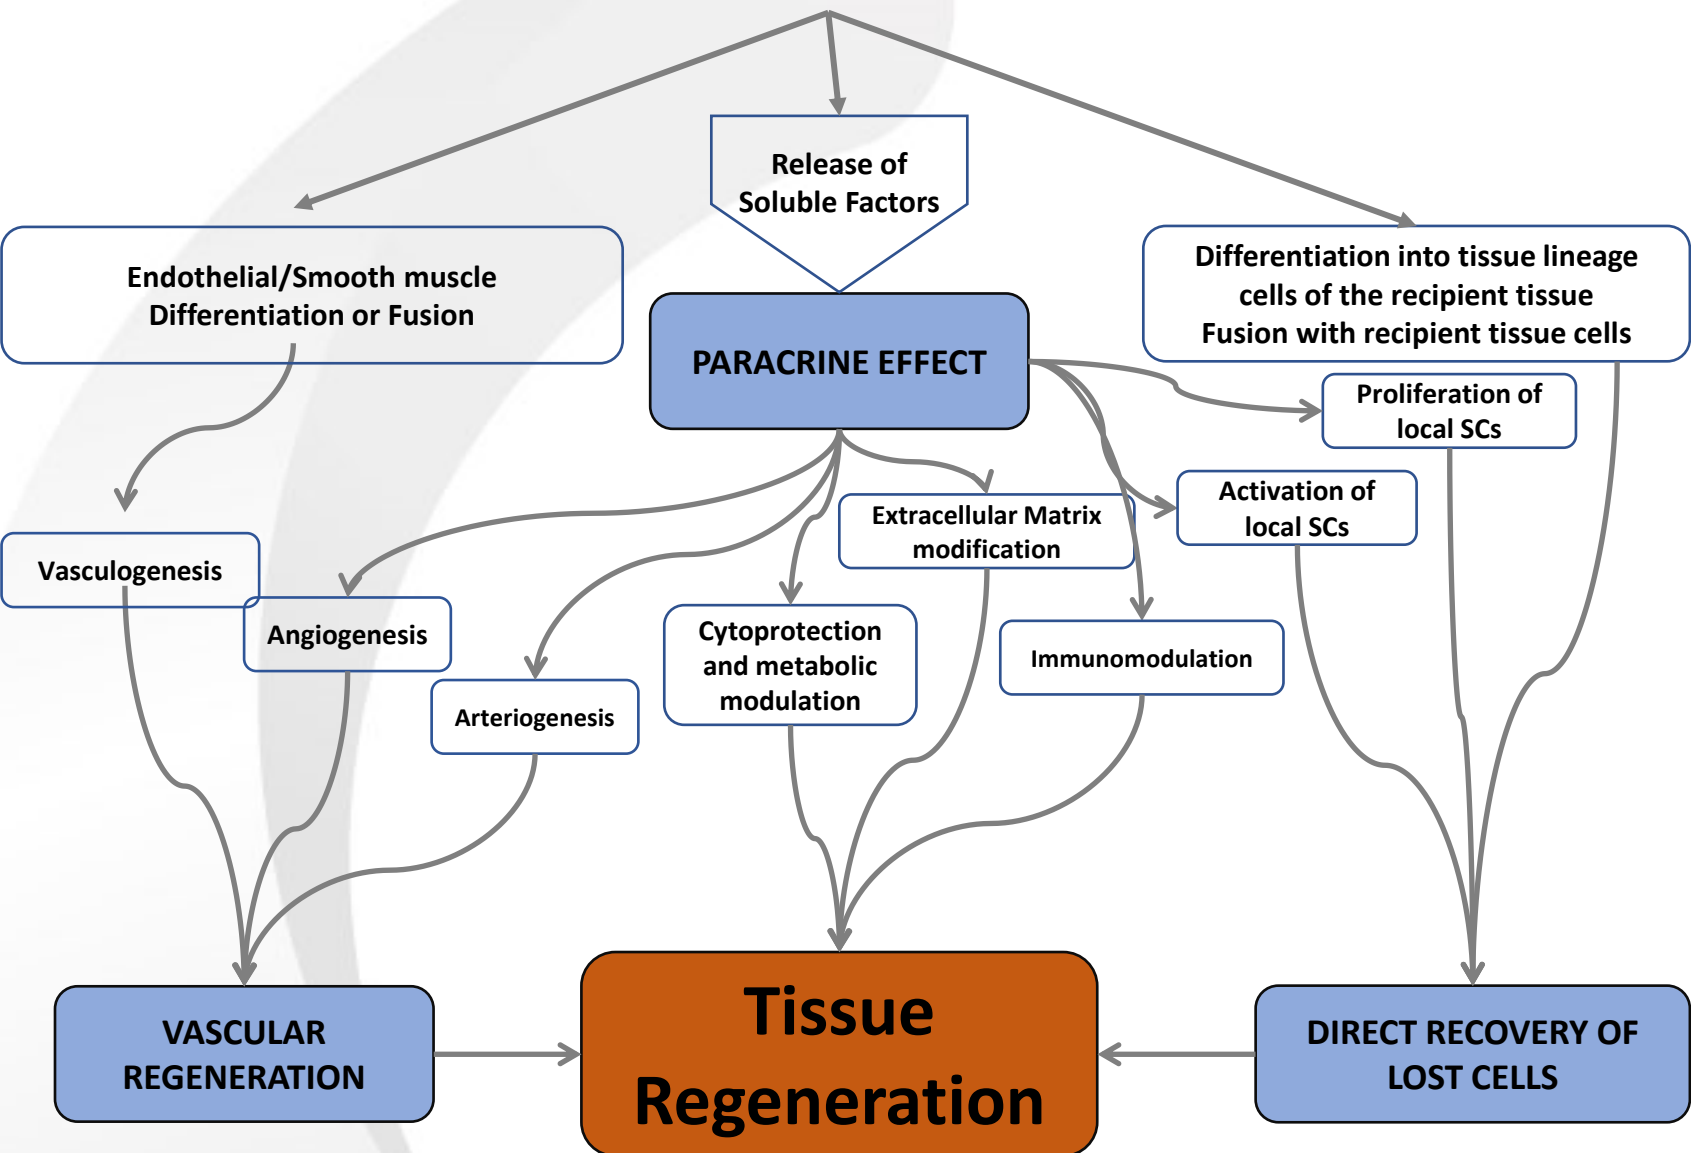 Release of
Soluble Factors
Endothelial/Smooth muscle
Differentiation or Fusion
Differentiation into tissue lineage
cells of the recipient tissue
Fusion with recipient tissue cells
PARACRINE EFFECT
Proliferation of
local SCs
Activation of
local SCs
Extracellular Matrix
modification
Vasculogenesis
Angiogenesis
Cytoprotection
and metabolic
modulation
Immunomodulation
Arteriogenesis
VASCULAR
REGENERATION
Tissue
Regeneration
DIRECT RECOVERY OF
LOST CELLS